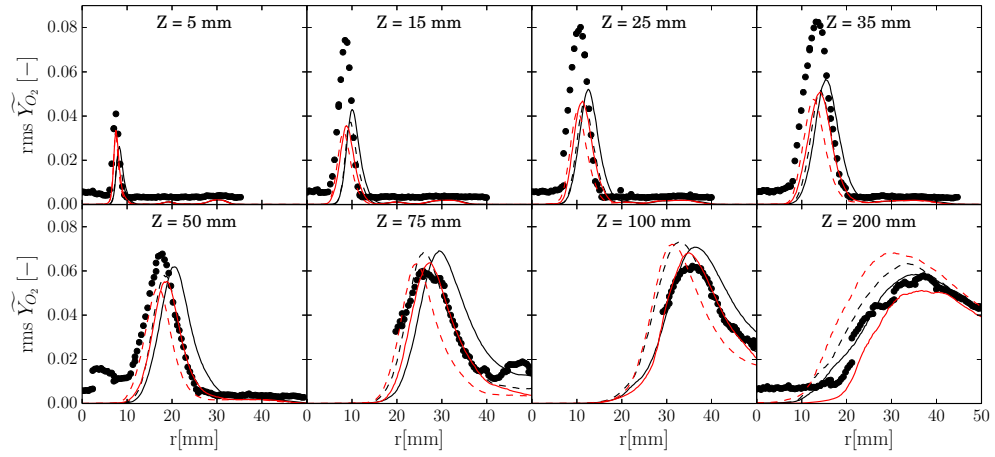 Z = 5 mm Z = 15 mm Z = 25 mm Z = 35 mm
0.08
0.06
0.04
0.02
0.00
rms Ỹ_{O_2} [−]
Z = 50 mm Z = 75 mm Z = 100 mm Z = 200 mm
0.08
0.06
0.04
0.02
0.00
rms Ỹ_{O_2} [−]
0 10 20 30 40 0 10 20 30 40 0 10 20 30 40 0 10 20 30 40 50
r[mm] r[mm] r[mm] r[mm]